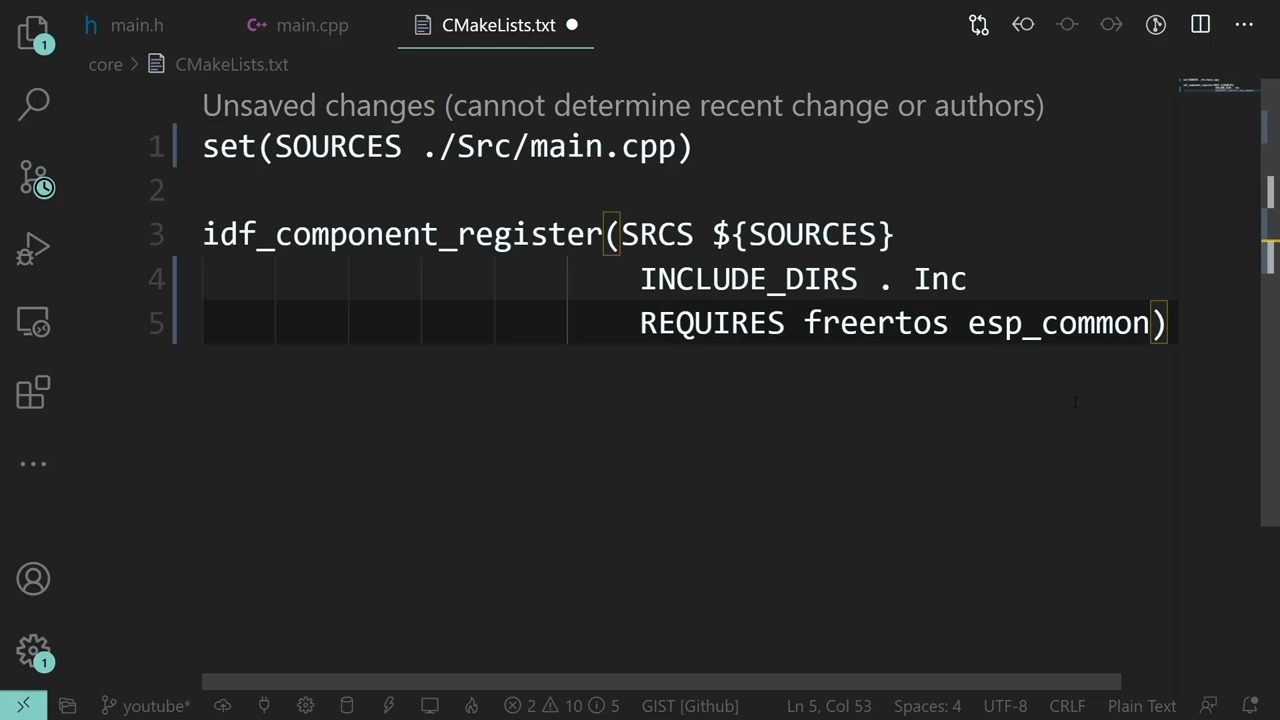 main.h main.cpp CMakeLists.txt
core > CMakeLists.txt
Unsaved changes (cannot determine recent change or authors)
1 set(SOURCES ./Src/main.cpp)
2
3 idf_component_register(SRCS ${SOURCES}
4 INCLUDE_DIRS . Inc
5 REQUIRES freertos esp_common)
1
1
youtube* 2 10 5 GIST [Github] Ln 5, Col 53 Spaces: 4 UTF-8 CRLF Plain Text